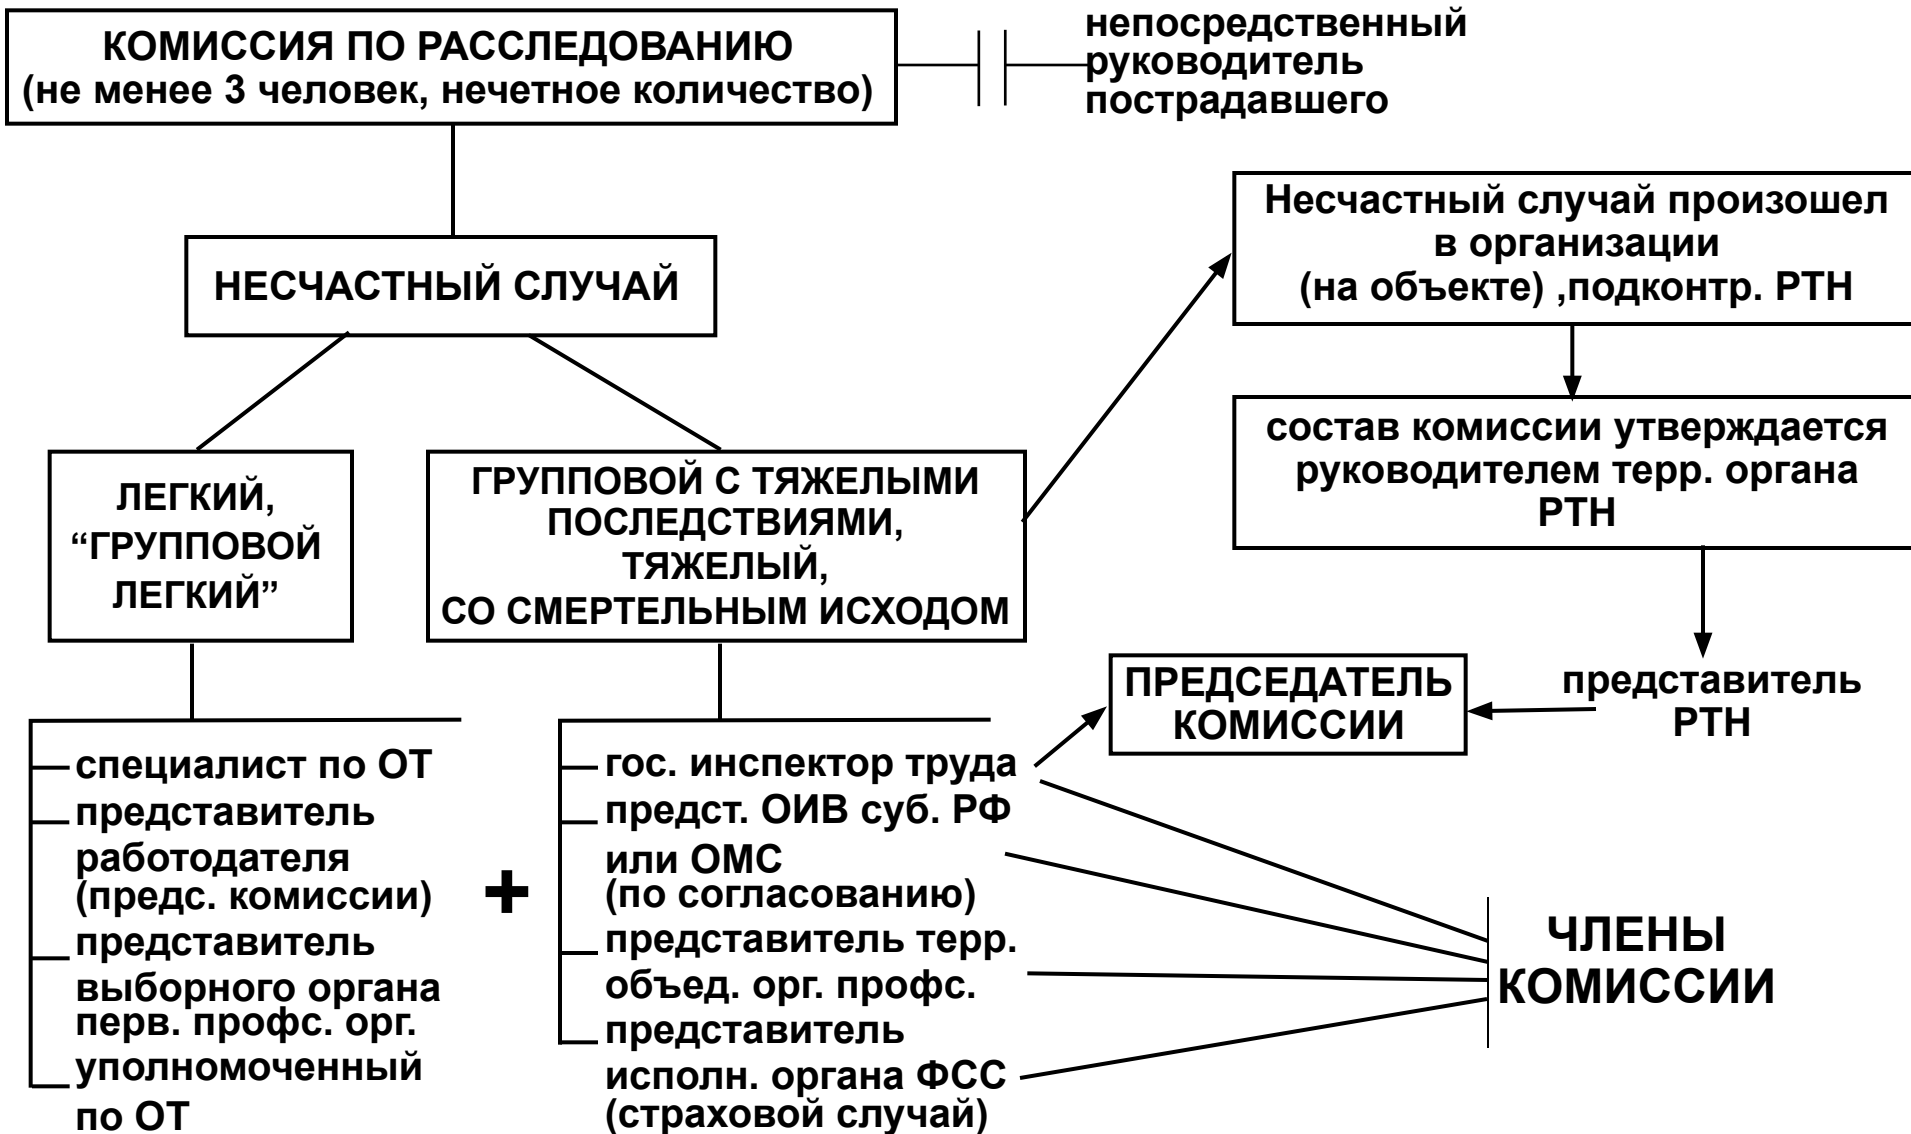 КОМИССИЯ ПО РАССЛЕДОВАНИЮ
(не менее 3 человек, нечетное количество)
непосредственный
руководитель
пострадавшего
НЕСЧАСТНЫЙ СЛУЧАЙ
Несчастный случай произошел
в организации
(на объекте) ,подконтр. РТН
состав комиссии утверждается
руководителем терр. органа
РТН
ЛЕГКИЙ,
“ГРУППОВОЙ
ЛЕГКИЙ”
ГРУППОВОЙ С ТЯЖЕЛЫМИ
ПОСЛЕДСТВИЯМИ,
ТЯЖЕЛЫЙ,
СО СМЕРТЕЛЬНЫМ ИСХОДОМ
ПРЕДСЕДАТЕЛЬ
КОМИССИИ
представитель
РТН
специалист по ОТ
представитель
работодателя
(предс. комиссии)
представитель
выборного органа
перв. профс. орг.
уполномоченный
по ОТ
+
гос. инспектор труда
предст. ОИВ суб. РФ
или ОМС
(по согласованию)
представитель терр.
объед. орг. профс.
представитель
исполн. органа ФСС
(страховой случай)
ЧЛЕНЫ
КОМИССИИ